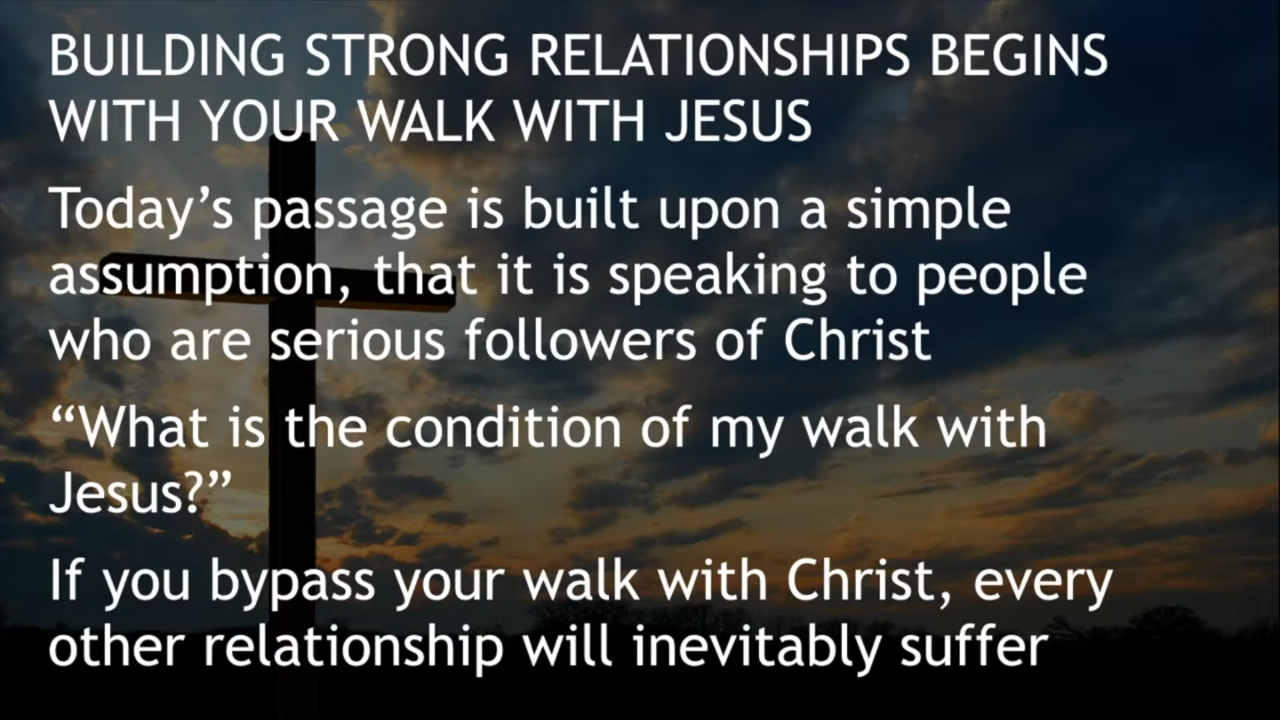 BUILDING STRONG RELATIONSHIPS BEGINS
WITH YOUR WALK WITH JESUS
Today’s passage is built upon a simple
assumption, that it is speaking to people
who are serious followers of Christ
“What is the condition of my walk with
Jesus?”
If you bypass your walk with Christ, every
other relationship will inevitably suffer